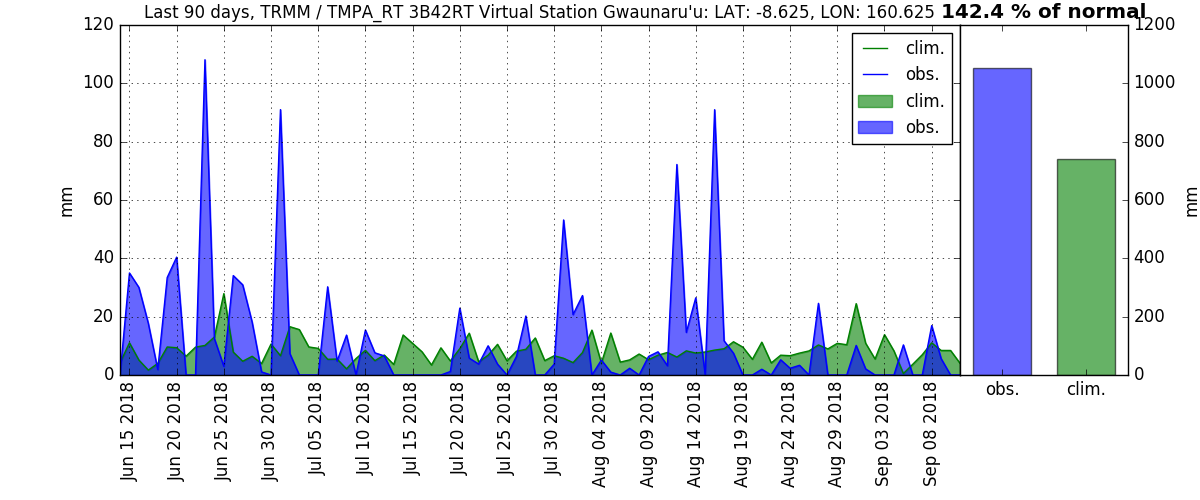 Last 90 days, TRMM / TMPA_RT 3B42RT Virtual Station Gwaunaru'u: LAT: -8.625, LON: 160.625 142.4 % of normal
120
100
80
60
40
20
0
mm
clim.
obs.
clim.
obs.
1200
1000
800
600
400
200
0
mm
Jun 15 2018
Jun 20 2018
Jun 25 2018
Jun 30 2018
Jul 05 2018
Jul 10 2018
Jul 15 2018
Jul 20 2018
Jul 25 2018
Jul 30 2018
Aug 04 2018
Aug 09 2018
Aug 14 2018
Aug 19 2018
Aug 24 2018
Aug 29 2018
Sep 03 2018
Sep 08 2018
obs.
clim.